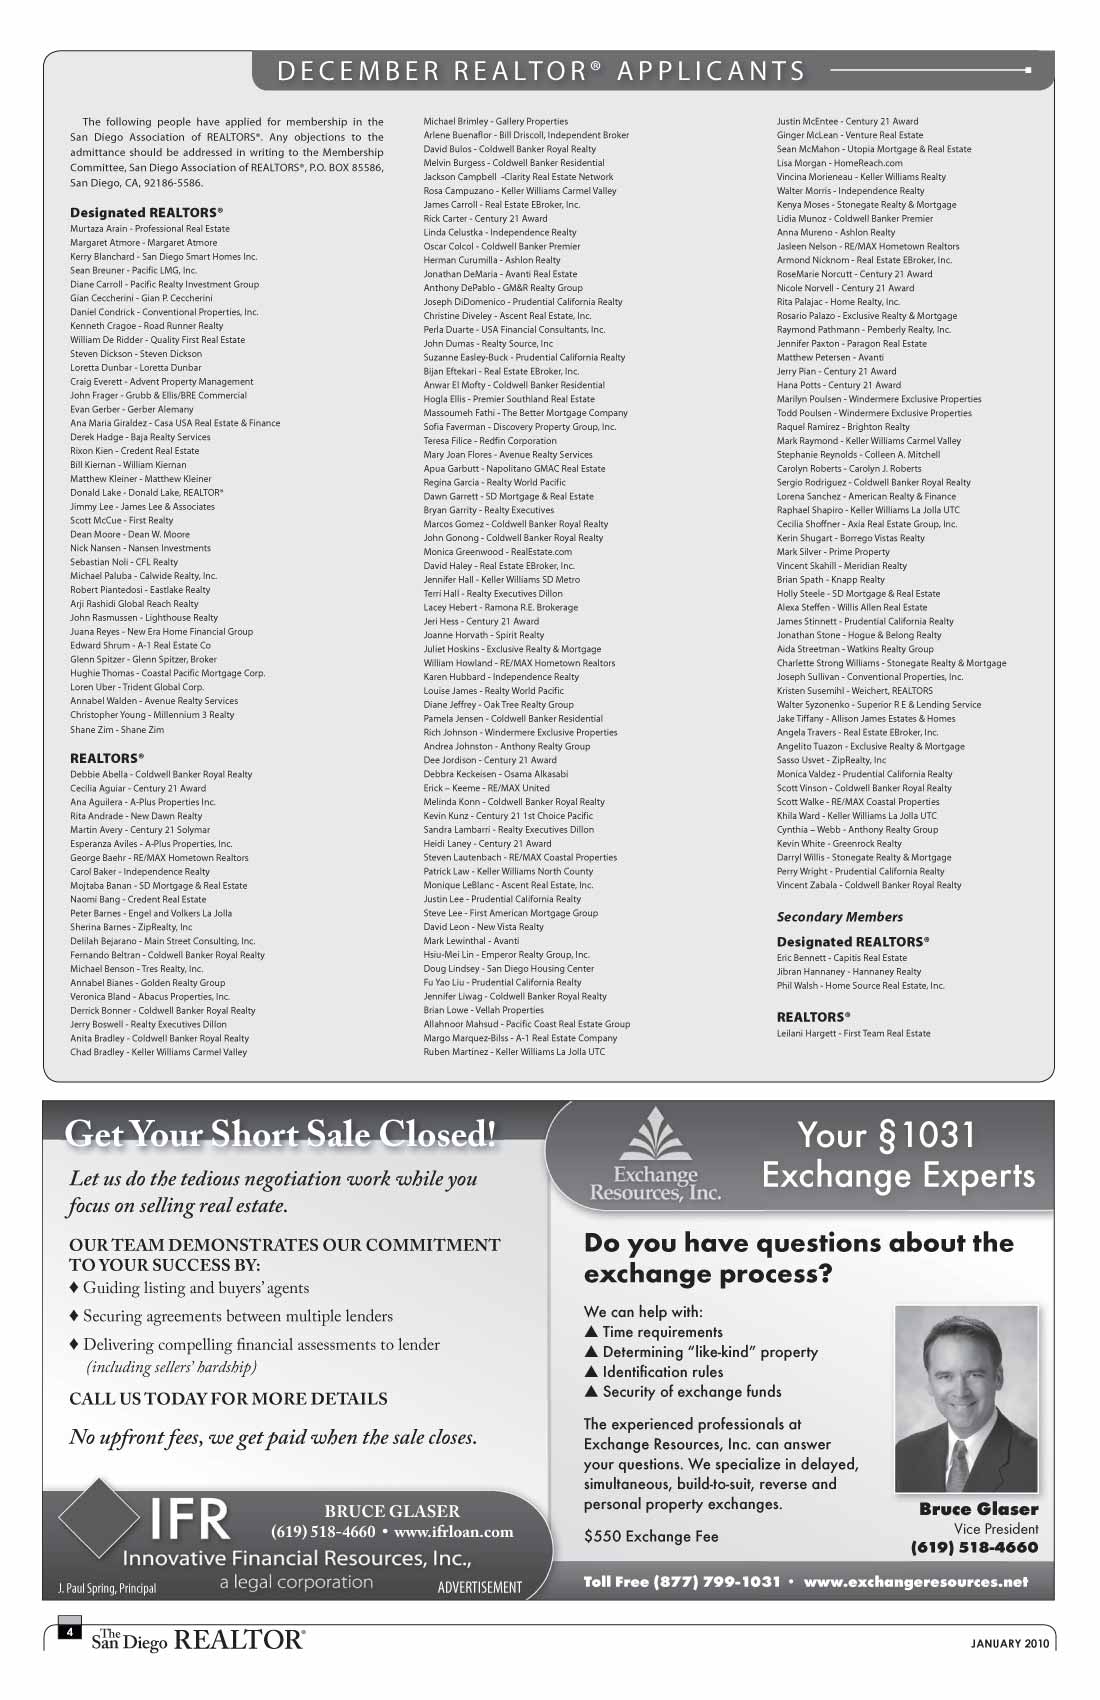 DECEMBER REALTOR® APPLICANTS
The following people have applied for membership in the
San Diego Association of REALTORS®. Any objections to the
admittance should be addressed in writing to the Membership
Committee, San Diego Association of REALTORS®, P.O. BOX 85586,
San Diego, CA, 92186-5586.
Designated REALTORS®
Murtaza Arain - Professional Real Estate
Margaret Atmore - Margaret Atmore
Kerry Blanchard - San Diego Smart Homes Inc.
Sean Breuner - Pacific LMG, Inc.
Diane Carroll - Pacific Realty Investment Group
Gian Ceccherini - Gian P. Ceccherini
Daniel Condrick - Conventional Properties, Inc.
Kenneth Cragoe - Road Runner Realty
William De Ridder - Quality First Real Estate
Steven Dickson - Steven Dickson
Loretta Dunbar - Loretta Dunbar
Craig Everett - Advent Property Management
John Frager - Grubb & Ellis/BRE Commercial
Evan Gerber - Gerber Alemany
Ana Maria Giraldez - Casa USA Real Estate & Finance
Derek Hadge - Baja Realty Services
Rixon Kien - Credent Real Estate
Bill Kiernan - William Kiernan
Matthew Kleiner - Matthew Kleiner
Donald Lake - Donald Lake, REALTOR®
Jimmy Lee - James Lee & Associates
Scott McCue - First Realty
Dean Moore - Dean W. Moore
Nick Nansen - Nansen Investments
Sebastian Noli - CFL Realty
Michael Paluba - Calwide Realty, Inc.
Robert Piantedosi - Eastlake Realty
Arji Rashidi Global Reach Realty
John Rasmussen - Lighthouse Realty
Juana Reyes - New Era Home Financial Group
Edward Shrum - A-1 Real Estate Co
Glenn Spitzer - Glenn Spitzer, Broker
Hughie Thomas - Coastal Pacific Mortgage Corp.
Loren Uber - Trident Global Corp.
Annabel Walden - Avenue Realty Services
Christopher Young - Millennium 3 Realty
Shane Zim - Shane Zim
REALTORS®
Debbie Abella - Coldwell Banker Royal Realty
Cecilia Aguiar - Century 21 Award
Ana Aguilera - A-Plus Properties Inc.
Rita Andrade - New Dawn Realty
Martin Avery - Century 21 Solymar
Esperanza Aviles - A-Plus Properties, Inc.
George Baehr - RE/MAX Hometown Realtors
Carol Baker - Independence Realty
Mojtaba Banan - SD Mortgage & Real Estate
Naomi Bang - Credent Real Estate
Peter Barnes - Engel and Volkers La Jolla
Sherina Barnes - ZipRealty, Inc
Delilah Bejarano - Main Street Consulting, Inc.
Fernando Beltran - Coldwell Banker Royal Realty
Michael Benson - Tres Realty, Inc.
Annabel Bianes - Golden Realty Group
Veronica Bland - Abacus Properties, Inc.
Derrick Bonner - Coldwell Banker Royal Realty
Jerry Boswell - Realty Executives Dillon
Anita Bradley - Coldwell Banker Royal Realty
Chad Bradley - Keller Williams Carmel Valley
Michael Brimley - Gallery Properties
Arlene Buenaflor - Bill Driscoll, Independent Broker
David Bulos - Coldwell Banker Royal Realty
Melvin Burgess - Coldwell Banker Residential
Jackson Campbell -Clarity Real Estate Network
Rosa Campuzano - Keller Williams Carmel Valley
James Carroll - Real Estate EBroker, Inc.
Rick Carter - Century 21 Award
Linda Celustka - Independence Realty
Oscar Colcol - Coldwell Banker Premier
Herman Curumilla - Ashlon Realty
Jonathan DeMaria - Avanti Real Estate
Anthony DePablo - GM&R Realty Group
Joseph DiDomenico - Prudential California Realty
Christine Diveley - Ascent Real Estate, Inc.
Perla Duarte - USA Financial Consultants, Inc.
John Dumas - Realty Source, Inc
Suzanne Easley-Buck - Prudential California Realty
Bijan Eftekari - Real Estate EBroker, Inc.
Anwar El Mofty - Coldwell Banker Residential
Hogla Ellis - Premier Southland Real Estate
Massoumeh Fathi - The Better Mortgage Company
Sofia Faverman - Discovery Property Group, Inc.
Teresa Filice - Redfin Corporation
Mary Joan Flores - Avenue Realty Services
Apua Garbutt - Napolitano GMAC Real Estate
Regina Garcia - Realty World Pacific
Dawn Garrett - SD Mortgage & Real Estate
Bryan Garrity - Realty Executives
Marcos Gomez - Coldwell Banker Royal Realty
John Gonong - Coldwell Banker Royal Realty
Monica Greenwood - RealEstate.com
David Haley - Real Estate EBroker, Inc.
Jennifer Hall - Keller Williams SD Metro
Terri Hall - Realty Executives Dillon
Lacey Hebert - Ramona R.E. Brokerage
Jeri Hess - Century 21 Award
Joanne Horvath - Spirit Realty
Juliet Hoskins - Exclusive Realty & Mortgage
William Howland - RE/MAX Hometown Realtors
Karen Hubbard - Independence Realty
Louise James - Realty World Pacific
Diane Jeffrey - Oak Tree Realty Group
Pamela Jensen - Coldwell Banker Residential
Rich Johnson - Windermere Exclusive Properties
Andrea Johnston - Anthony Realty Group
Dee Jordison - Century 21 Award
Debbra Keckeisen - Osama Alkasabi
Erick – Keeme - RE/MAX United
Melinda Konn - Coldwell Banker Royal Realty
Kevin Kunz - Century 21 1st Choice Pacific
Sandra Lambarri - Realty Executives Dillon
Heidi Laney - Century 21 Award
Steven Lautenbach - RE/MAX Coastal Properties
Patrick Law - Keller Williams North County
Monique LeBlanc - Ascent Real Estate, Inc.
Justin Lee - Prudential California Realty
Steve Lee - First American Mortgage Group
David Leon - New Vista Realty
Mark Lewinthal - Avanti
Hsiu-Mei Lin - Emperor Realty Group, Inc.
Doug Lindsey - San Diego Housing Center
Fu Yao Liu - Prudential California Realty
Jennifer Liwag - Coldwell Banker Royal Realty
Brian Lowe - Vellah Properties
Allahnoor Mahsud - Pacific Coast Real Estate Group
Margo Marquez-Bilss - A-1 Real Estate Company
Ruben Martinez - Keller Williams La Jolla UTC
Justin McEntee - Century 21 Award
Ginger McLean - Venture Real Estate
Sean McMahon - Utopia Mortgage & Real Estate
Lisa Morgan - HomeReach.com
Vincina Morieneau - Keller Williams Realty
Walter Morris - Independence Realty
Kenya Moses - Stonegate Realty & Mortgage
Lidia Munoz - Coldwell Banker Premier
Anna Mureno - Ashlon Realty
Jasleen Nelson - RE/MAX Hometown Realtors
Armond Nicknom - Real Estate EBroker, Inc.
RoseMarie Norcutt - Century 21 Award
Nicole Norvell - Century 21 Award
Rita Palajac - Home Realty, Inc.
Rosario Palazo - Exclusive Realty & Mortgage
Raymond Pathmann - Pemberly Realty, Inc.
Jennifer Paxton - Paragon Real Estate
Matthew Petersen - Avanti
Jerry Pian - Century 21 Award
Hana Potts - Century 21 Award
Marilyn Poulsen - Windermere Exclusive Properties
Todd Poulsen - Windermere Exclusive Properties
Raquel Ramirez - Brighton Realty
Mark Raymond - Keller Williams Carmel Valley
Stephanie Reynolds - Colleen A. Mitchell
Carolyn Roberts - Carolyn J. Roberts
Sergio Rodriguez - Coldwell Banker Royal Realty
Lorena Sanchez - American Realty & Finance
Raphael Shapiro - Keller Williams La Jolla UTC
Cecilia Shoffner - Axia Real Estate Group, Inc.
Kerin Shugart - Borrego Vistas Realty
Mark Silver - Prime Property
Vincent Skahill - Meridian Realty
Brian Spath - Knapp Realty
Holly Steele - SD Mortgage & Real Estate
Alexa Steffen - Willis Allen Real Estate
James Stinnett - Prudential California Realty
Jonathan Stone - Hogue & Belong Realty
Aida Streetman - Watkins Realty Group
Charlette Strong Williams - Stonegate Realty & Mortgage
Joseph Sullivan - Conventional Properties, Inc.
Kristen Susemihl - Weichert, REALTORS
Walter Syzonenko - Superior R E & Lending Service
Jake Tiffany - Allison James Estates & Homes
Angela Travers - Real Estate EBroker, Inc.
Angelito Tuazon - Exclusive Realty & Mortgage
Sasso Usvet - ZipRealty, Inc
Monica Valdez - Prudential California Realty
Scott Vinson - Coldwell Banker Royal Realty
Scott Walke - RE/MAX Coastal Properties
Khila Ward - Keller Williams La Jolla UTC
Cynthia – Webb - Anthony Realty Group
Kevin White - Greenrock Realty
Darryl Willis - Stonegate Realty & Mortgage
Perry Wright - Prudential California Realty
Vincent Zabala - Coldwell Banker Royal Realty
Secondary Members
Designated REALTORS®
Eric Bennett - Capitis Real Estate
Jibran Hannaney - Hannaney Realty
Phil Walsh - Home Source Real Estate, Inc.
REALTORS®
Leilani Hargett - First Team Real Estate
Get Your Short Sale Closed!
Let us do the tedious negotiation work while you
focus on selling real estate.
OUR TEAM DEMONSTRATES OUR COMMITMENT
TO YOUR SUCCESS BY:
♦ Guiding listing and buyers' agents
♦ Securing agreements between multiple lenders
♦ Delivering compelling financial assessments to lender
(including sellers' hardship)
CALL US TODAY FOR MORE DETAILS
No upfront fees, we get paid when the sale closes.
IFR
BRUCE GLASER
(619) 518-4660 • www.ifrloan.com
Innovative Financial Resources, Inc.,
a legal corporation
J. Paul Spring, Principal
ADVERTISEMENT
Exchange
Resources, Inc.
Your §1031
Exchange Experts
Do you have questions about the
exchange process?
We can help with:
▲ Time requirements
▲ Determining "like-kind" property
▲ Identification rules
▲ Security of exchange funds
The experienced professionals at
Exchange Resources, Inc. can answer
your questions. We specialize in delayed,
simultaneous, build-to-suit, reverse and
personal property exchanges.
$550 Exchange Fee
Bruce Glaser
Vice President
(619) 518-4660
Toll Free (877) 799-1031 • www.exchangeresources.net
4
The San Diego REALTOR®
JANUARY 2010